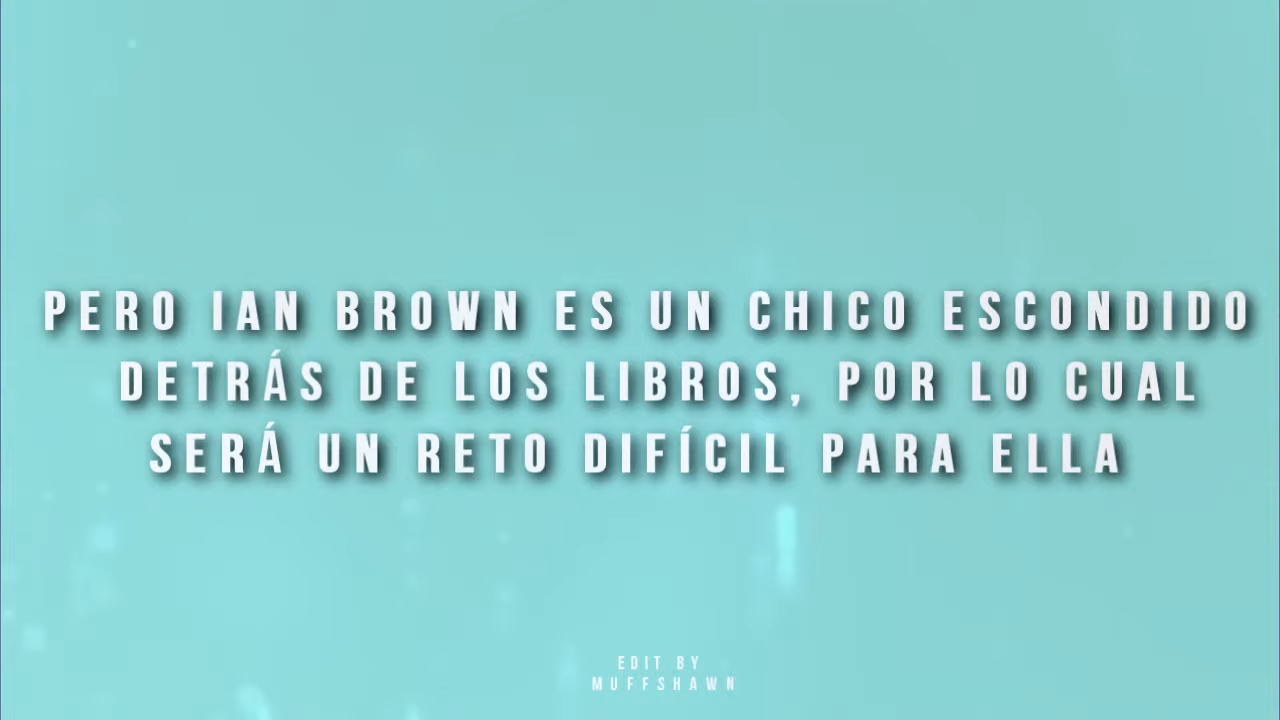 PERO IAN BROWN ES UN CHICO ESCONDIDO
DETRÁS DE LOS LIBROS, POR LO CUAL
SERÁ UN RETO DIFÍCIL PARA ELLA
EDIT BY
MUFFSHAWN